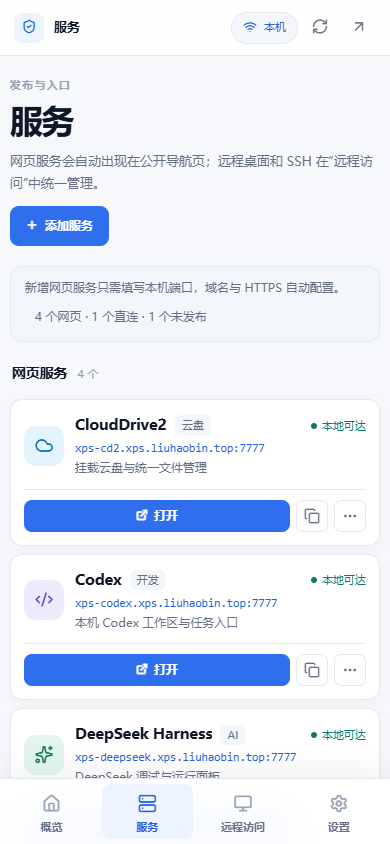 服务
本机
发布与入口
服务
网页服务会自动出现在公开导航页；远程桌面和 SSH 在“远程访
问”中统一管理。
+ 添加服务
新增网页服务只需填写本机端口，域名与 HTTPS 自动配置。
4 个网页 · 1 个直连 · 1 个未发布
网页服务 4 个
CloudDrive2 云盘 本地可达
xps-cd2.xps.liuhaobin.top:7777
挂载云盘与统一文件管理
打开
Codex 开发 本地可达
xps-codex.xps.liuhaobin.top:7777
本机 Codex 工作区与任务入口
打开
DeepSeek Harness AI 本地可达
xps-deepseek.xps.liuhaobin.top:7777
DeepSeek 调试与运行面板
概览 服务 远程访问 设置